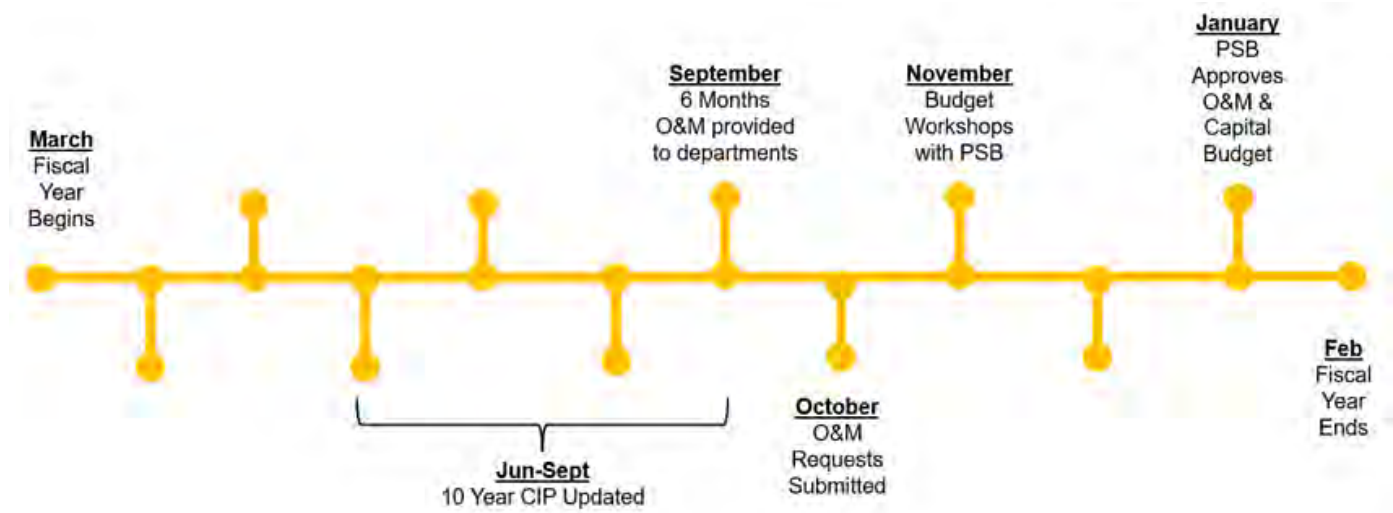 March
Fiscal
Year
Begins
September
6 Months
O&M provided
to departments
November
Budget
Workshops
with PSB
January
PSB
Approves
O&M &
Capital
Budget
Jun-Sept
10 Year CIP Updated
October
O&M
Requests
Submitted
Feb
Fiscal
Year
Ends